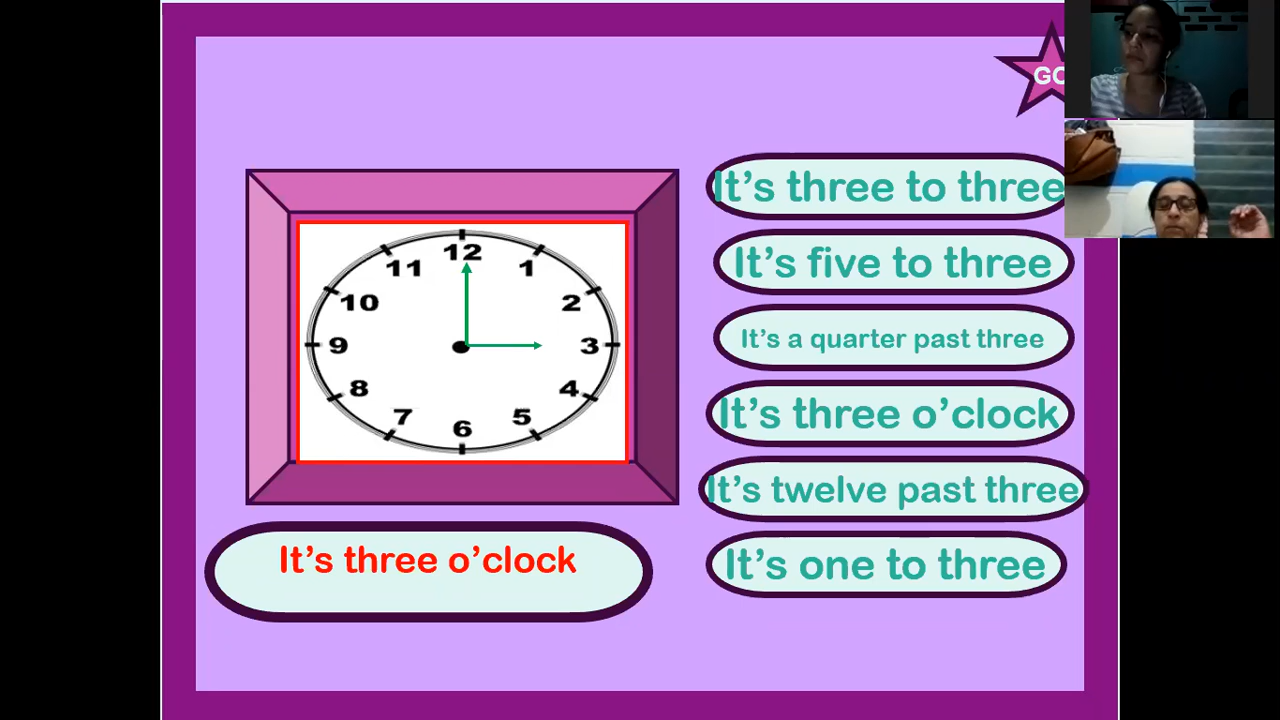 GO
It’s three to three
It’s five to three
It’s a quarter past three
It’s three o’clock
It’s twelve past three
It’s one to three
12
11
1
10
2
9
3
8
4
7
5
6
It’s three o’clock